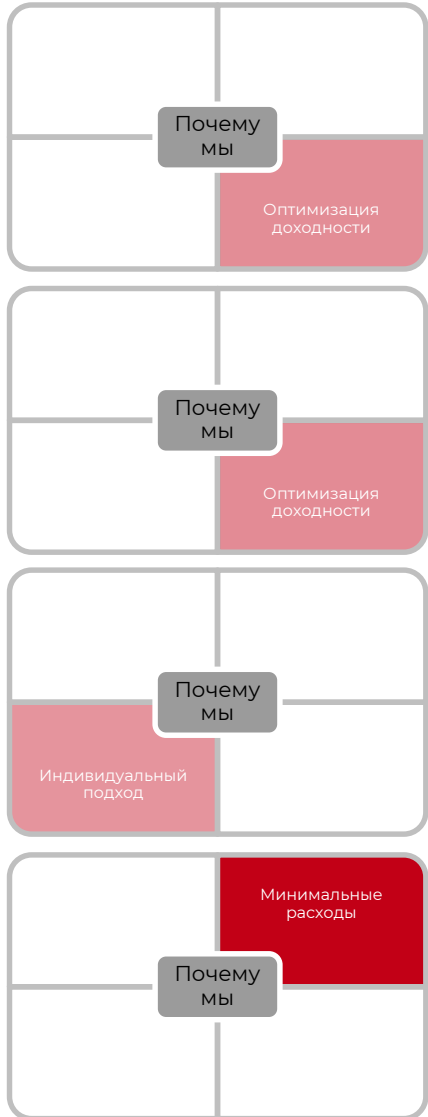 Почему
мы
Оптимизация
доходности
Почему
мы
Оптимизация
доходности
Почему
мы
Индивидуальный
подход
Минимальные
расходы
Почему
мы